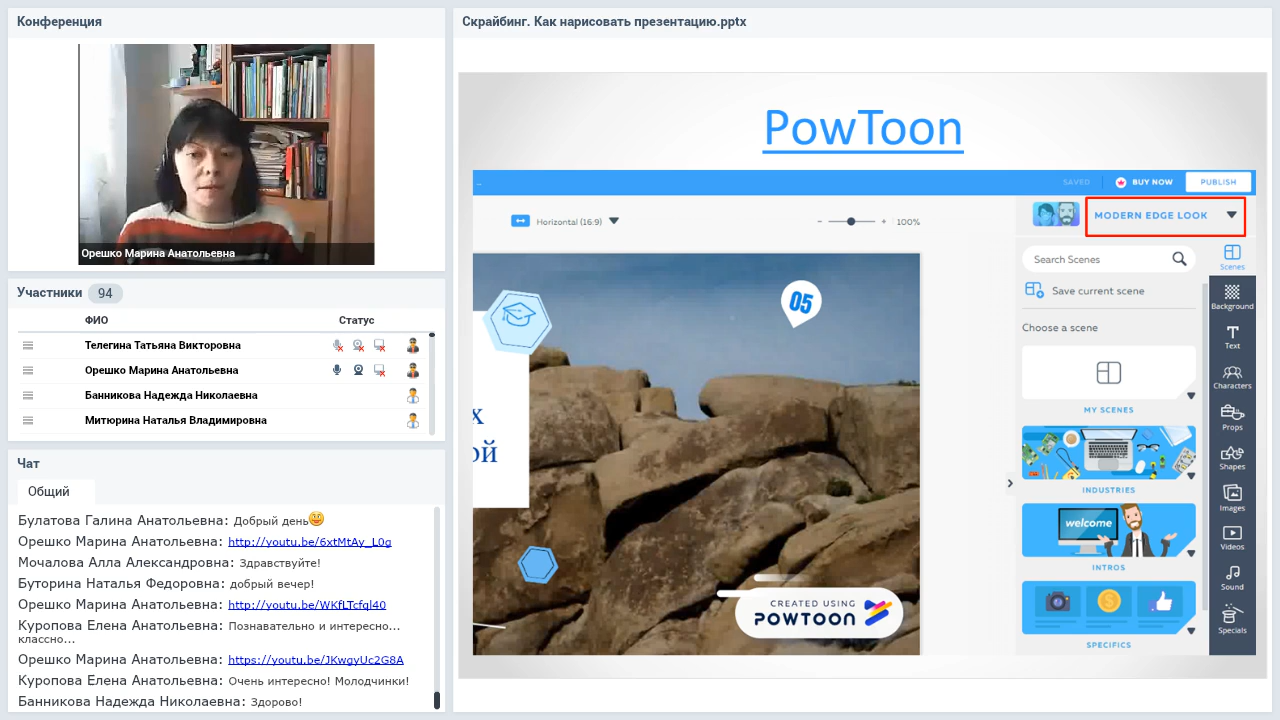 Конференция
Орешко Марина Анатольевна
Участники 94
ФИО Статус
Телегина Татьяна Викторовна
Орешко Марина Анатольевна
Банникова Надежда Николаевна
Митюрина Наталья Владимировна
Чат
Общий
Булатова Галина Анатольевна: Добрый день
Орешко Марина Анатольевна: http://youtu.be/6xtMtAy_L0g
Мочалова Алла Александровна: Здравствуйте!
Буторина Наталья Федоровна: добрый вечер!
Орешко Марина Анатольевна: http://youtu.be/WKfLTcfql40
Куропова Елена Анатольевна: Познавательно и интересно...
классно...
Орешко Марина Анатольевна: https://youtu.be/JKwgyUc2G8A
Куропова Елена Анатольевна: Очень интересно! Молодчинки!
Банникова Надежда Николаевна: Здорово!
Скрайбинг. Как нарисовать презентацию.pptx
PowToon
SAVED BUY NOW PUBLISH
Horizontal (16:9) - + 100%
MODERN EDGE LOOK
Search Scenes
Scenes
Save current scene
Background
Choose a scene
Text
Characters
MY SCENES
Props
Shapes
INDUSTRIES
Images
welcome
Videos
INTROS
Sound
Specials
SPECIFICS
05
х
ой
CREATED USING
POWTOON